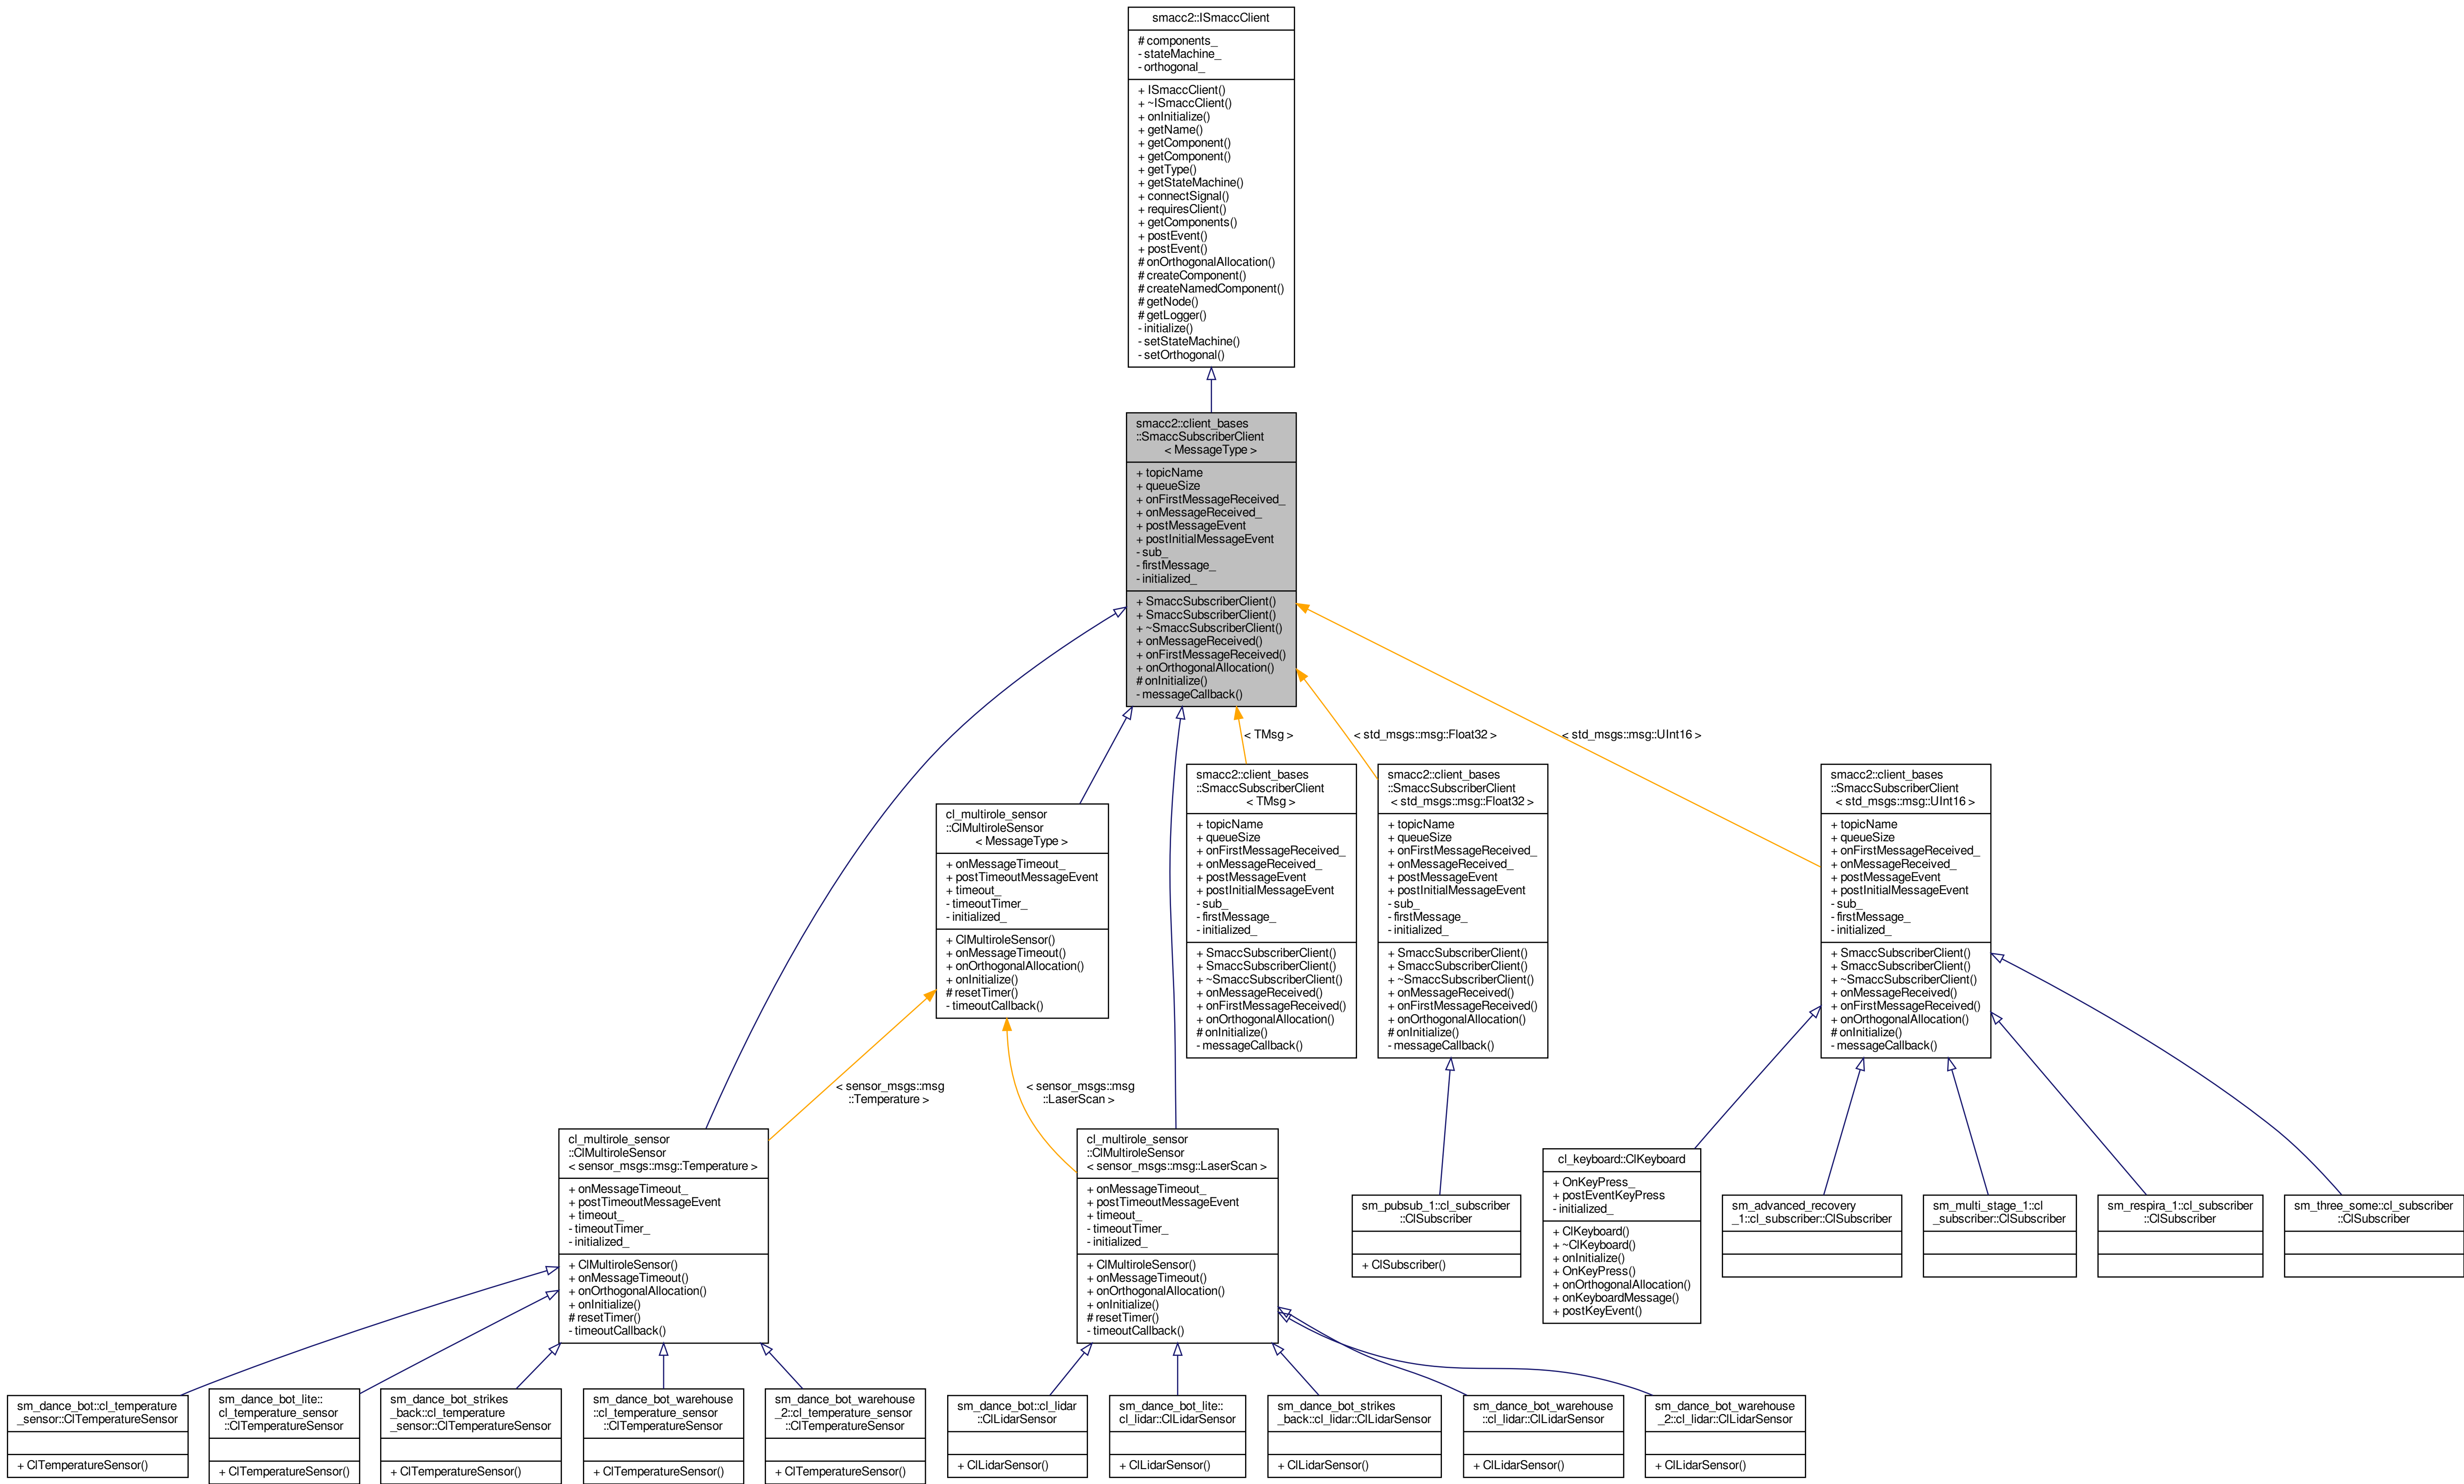 smacc2::ISmaccClient
# components_
- stateMachine_
- orthogonal_
+ ISmaccClient()
+ ~ISmaccClient()
+ onInitialize()
+ getName()
+ getComponent()
+ getComponent()
+ getType()
+ getStateMachine()
+ connectSignal()
+ requiresClient()
+ getComponents()
+ postEvent()
+ postEvent()
# onOrthogonalAllocation()
# createComponent()
# createNamedComponent()
# getNode()
# getLogger()
- initialize()
- setStateMachine()
- setOrthogonal()
smacc2::client_bases
::SmaccSubscriberClient
< MessageType >
+ topicName
+ queueSize
+ onFirstMessageReceived_
+ onMessageReceived_
+ postMessageEvent
+ postInitialMessageEvent
- sub_
- firstMessage_
- initialized_
+ SmaccSubscriberClient()
+ SmaccSubscriberClient()
+ ~SmaccSubscriberClient()
+ onMessageReceived()
+ onFirstMessageReceived()
+ onOrthogonalAllocation()
# onInitialize()
- messageCallback()
< TMsg >
< std_msgs::msg::Float32 >
< std_msgs::msg::UInt16 >
cl_multirole_sensor
::ClMultiroleSensor
< MessageType >
+ onMessageTimeout_
+ postTimeoutMessageEvent
+ timeout_
- timeoutTimer_
- initialized_
+ ClMultiroleSensor()
+ onMessageTimeout()
+ onOrthogonalAllocation()
+ onInitialize()
# resetTimer()
- timeoutCallback()
smacc2::client_bases
::SmaccSubscriberClient
< TMsg >
+ topicName
+ queueSize
+ onFirstMessageReceived_
+ onMessageReceived_
+ postMessageEvent
+ postInitialMessageEvent
- sub_
- firstMessage_
- initialized_
+ SmaccSubscriberClient()
+ SmaccSubscriberClient()
+ ~SmaccSubscriberClient()
+ onMessageReceived()
+ onFirstMessageReceived()
+ onOrthogonalAllocation()
# onInitialize()
- messageCallback()
smacc2::client_bases
::SmaccSubscriberClient
< std_msgs::msg::Float32 >
+ topicName
+ queueSize
+ onFirstMessageReceived_
+ onMessageReceived_
+ postMessageEvent
+ postInitialMessageEvent
- sub_
- firstMessage_
- initialized_
+ SmaccSubscriberClient()
+ SmaccSubscriberClient()
+ ~SmaccSubscriberClient()
+ onMessageReceived()
+ onFirstMessageReceived()
+ onOrthogonalAllocation()
# onInitialize()
- messageCallback()
smacc2::client_bases
::SmaccSubscriberClient
< std_msgs::msg::UInt16 >
+ topicName
+ queueSize
+ onFirstMessageReceived_
+ onMessageReceived_
+ postMessageEvent
+ postInitialMessageEvent
- sub_
- firstMessage_
- initialized_
+ SmaccSubscriberClient()
+ SmaccSubscriberClient()
+ ~SmaccSubscriberClient()
+ onMessageReceived()
+ onFirstMessageReceived()
+ onOrthogonalAllocation()
# onInitialize()
- messageCallback()
< sensor_msgs::msg
::Temperature >
< sensor_msgs::msg
::LaserScan >
cl_multirole_sensor
::ClMultiroleSensor
< sensor_msgs::msg::Temperature >
+ onMessageTimeout_
+ postTimeoutMessageEvent
+ timeout_
- timeoutTimer_
- initialized_
+ ClMultiroleSensor()
+ onMessageTimeout()
+ onOrthogonalAllocation()
+ onInitialize()
# resetTimer()
- timeoutCallback()
cl_multirole_sensor
::ClMultiroleSensor
< sensor_msgs::msg::LaserScan >
+ onMessageTimeout_
+ postTimeoutMessageEvent
+ timeout_
- timeoutTimer_
- initialized_
+ ClMultiroleSensor()
+ onMessageTimeout()
+ onOrthogonalAllocation()
+ onInitialize()
# resetTimer()
- timeoutCallback()
sm_pubsub_1::cl_subscriber
::ClSubscriber
+ ClSubscriber()
cl_keyboard::ClKeyboard
+ OnKeyPress_
+ postEventKeyPress
- initialized_
+ ClKeyboard()
+ ~ClKeyboard()
+ onInitialize()
+ OnKeyPress()
+ onOrthogonalAllocation()
+ onKeyboardMessage()
+ postKeyEvent()
sm_advanced_recovery
_1::cl_subscriber::ClSubscriber
sm_multi_stage_1::cl
_subscriber::ClSubscriber
sm_respira_1::cl_subscriber
::ClSubscriber
sm_three_some::cl_subscriber
::ClSubscriber
sm_dance_bot::cl_temperature
_sensor::ClTemperatureSensor
+ ClTemperatureSensor()
sm_dance_bot_lite::
cl_temperature_sensor
::ClTemperatureSensor
+ ClTemperatureSensor()
sm_dance_bot_strikes
_back::cl_temperature
_sensor::ClTemperatureSensor
+ ClTemperatureSensor()
sm_dance_bot_warehouse
::cl_temperature_sensor
::ClTemperatureSensor
+ ClTemperatureSensor()
sm_dance_bot_warehouse
_2::cl_temperature_sensor
::ClTemperatureSensor
+ ClTemperatureSensor()
sm_dance_bot::cl_lidar
::ClLidarSensor
+ ClLidarSensor()
sm_dance_bot_lite::
cl_lidar::ClLidarSensor
+ ClLidarSensor()
sm_dance_bot_strikes
_back::cl_lidar::ClLidarSensor
+ ClLidarSensor()
sm_dance_bot_warehouse
::cl_lidar::ClLidarSensor
+ ClLidarSensor()
sm_dance_bot_warehouse
_2::cl_lidar::ClLidarSensor
+ ClLidarSensor()